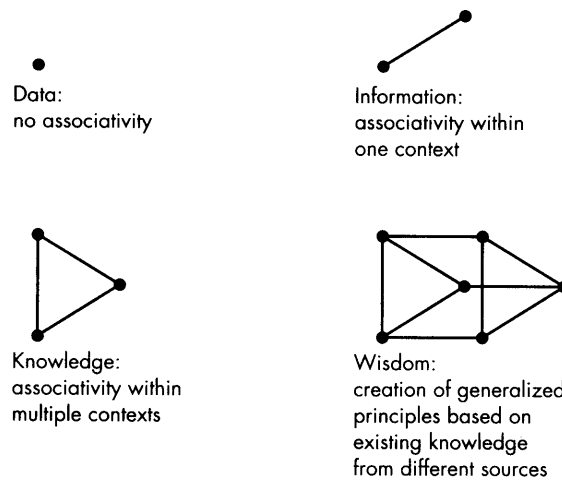 Data:
no associativity
Information:
associativity within
one context
Knowledge:
associativity within
multiple contexts
Wisdom:
creation of generalized
principles based on
existing knowledge
from different sources